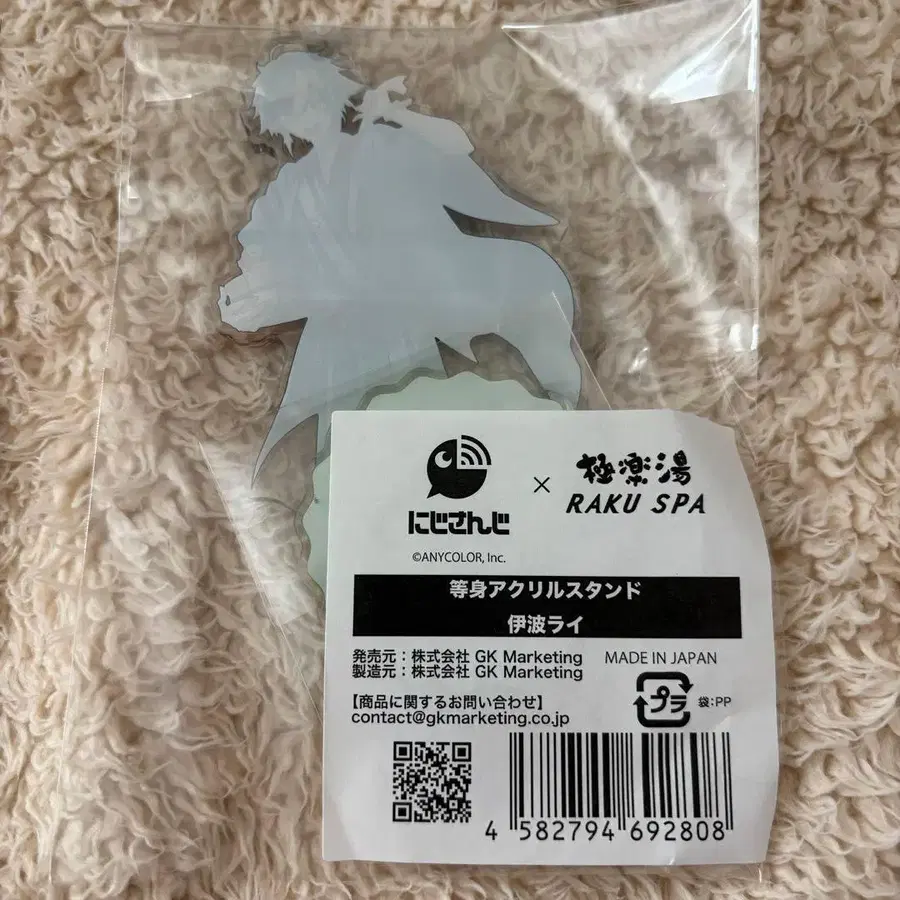 にじさんじ
©ANYCOLOR, Inc.
×
極楽湯
RAKU SPA
等身アクリルスタンド
伊波ライ
発売元：株式会社 GK Marketing
製造元：株式会社 GK Marketing
MADE IN JAPAN
プラ
袋：PP
【商品に関するお問い合わせ】
contact@gkmarketing.co.jp
4 582794 692808